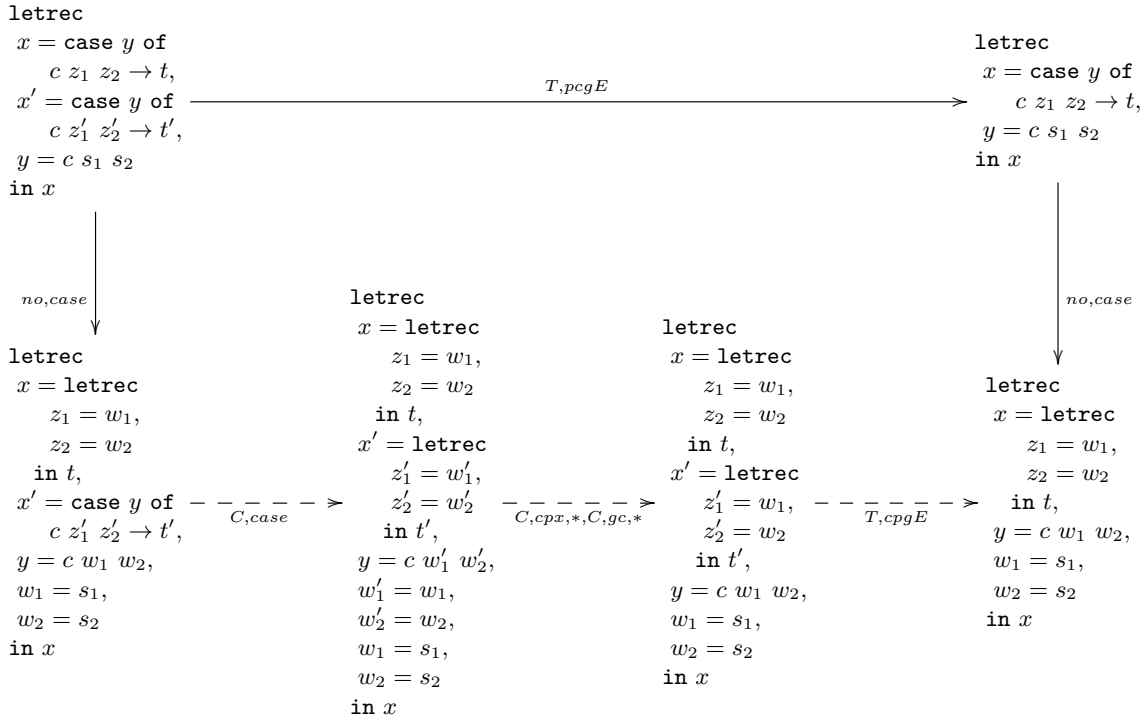 letrec
x = case y of
c z₁ z₂ → t,
x′ = case y of
c z′₁ z′₂ → t′,
y = c s₁ s₂
in x
T,pcgE
letrec
x = case y of
c z₁ z₂ → t,
y = c s₁ s₂
in x
no,case
no,case
letrec
x = letrec
z₁ = w₁,
z₂ = w₂
in t,
x′ = case y of
c z′₁ z′₂ → t′,
y = c w₁ w₂,
w₁ = s₁,
w₂ = s₂
in x
C,case
letrec
x = letrec
z₁ = w₁,
z₂ = w₂
in t,
x′ = letrec
z′₁ = w′₁,
z′₂ = w′₂
in t′,
y = c w′₁ w′₂,
w′₁ = w₁,
w′₂ = w₂,
w₁ = s₁,
w₂ = s₂
in x
C,cpx,∗,C,gc,∗
letrec
x = letrec
z₁ = w₁,
z₂ = w₂
in t,
x′ = letrec
z′₁ = w₁,
z′₂ = w₂
in t′,
y = c w₁ w₂,
w₁ = s₁,
w₂ = s₂
in x
T,cpgE
letrec
x = letrec
z₁ = w₁,
z₂ = w₂
in t,
y = c w₁ w₂,
w₁ = s₁,
w₂ = s₂
in x